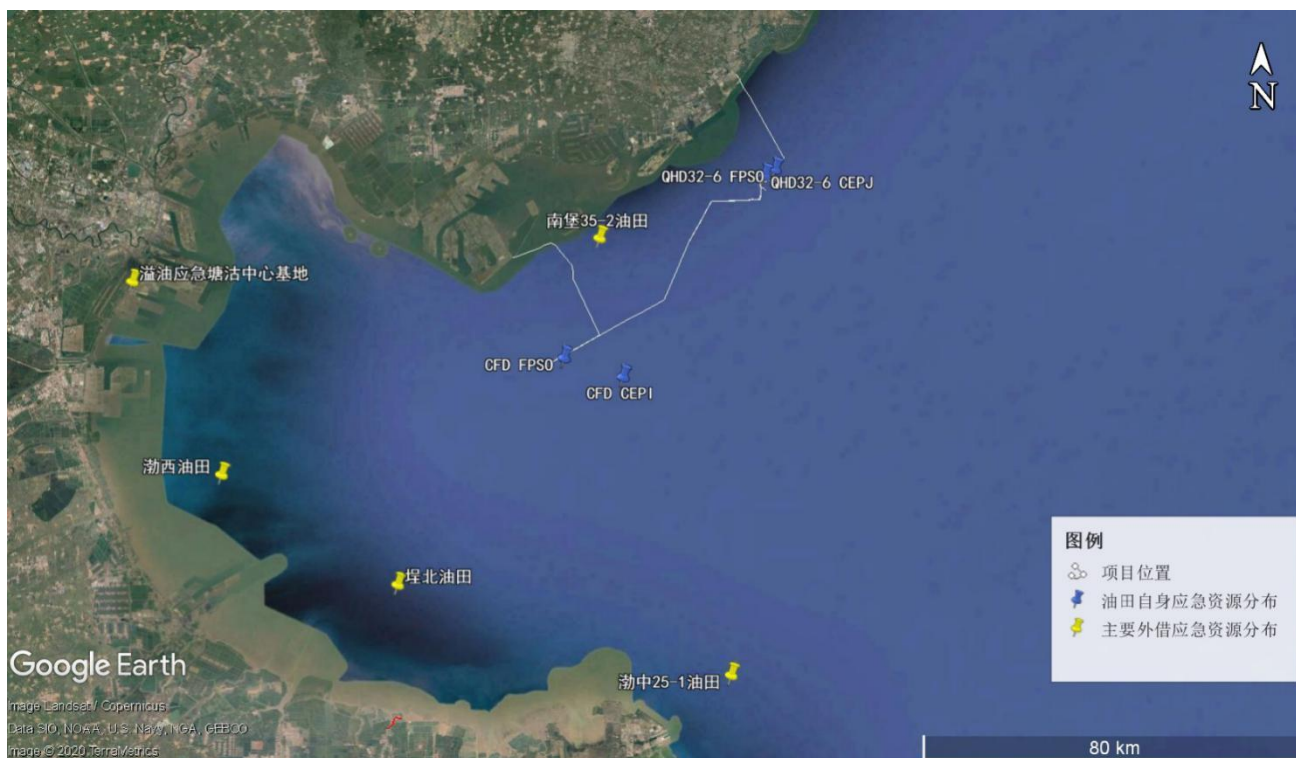 N
QHD32-6 FPSO
QHD32-6 CEPJ
南堡35-2油田
溢油应急塘沽中心基地
CFD FPSO
CFD CEPI
渤西油田
埕北油田
渤中25-1油田
图例
项目位置
油田自身应急资源分布
主要外借应急资源分布
Google Earth
Image Landsat / Copernicus
Data SIO, NOAA, U.S. Navy, NGA, GEBCO
Image © 2020 TerraMetrics
80 km